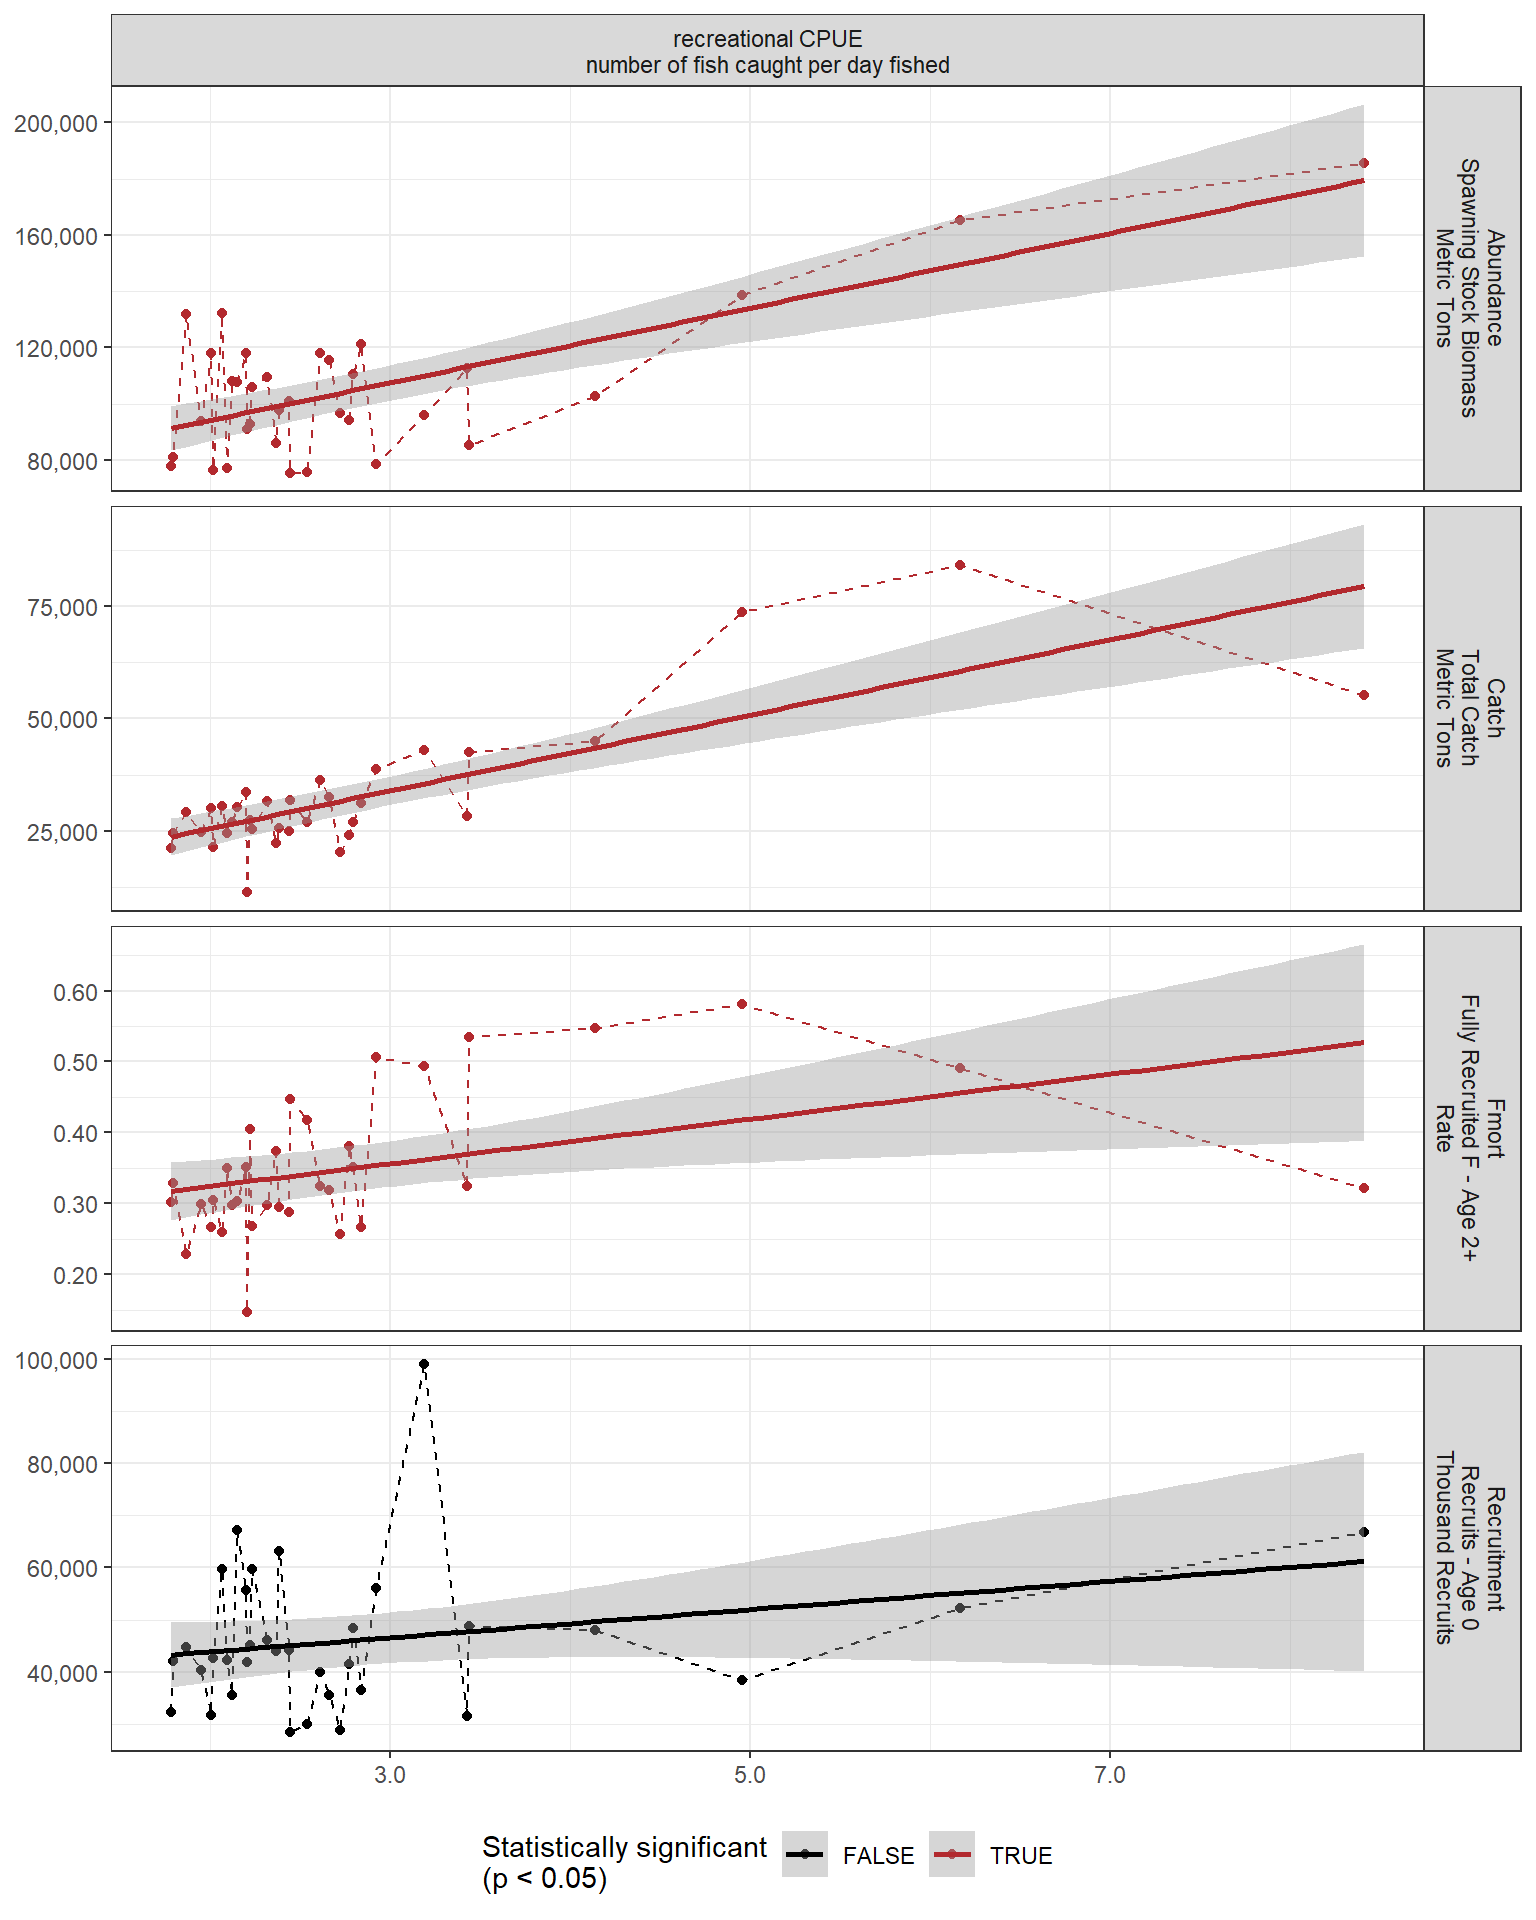 recreational CPUE
number of fish caught per day fished
200,000
160,000
120,000
80,000
Abundance
Spawning Stock Biomass
Metric Tons
75,000
50,000
25,000
Catch
Total Catch
Metric Tons
0.60
0.50
0.40
0.30
0.20
Fmort
Fully Recruited F - Age 2+
Rate
100,000
80,000
60,000
40,000
Recruitment
Recruits - Age 0
Thousand Recruits
3.0 5.0 7.0
Statistically significant
(p < 0.05)
FALSE TRUE